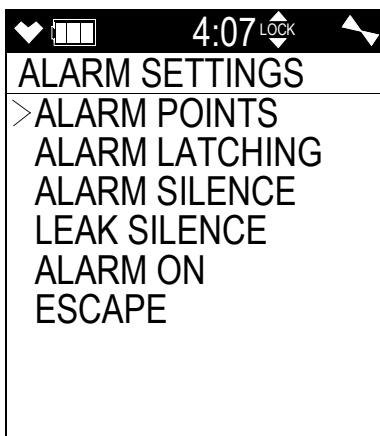 4:07 LOCK
ALARM SETTINGS
>ALARM POINTS
ALARM LATCHING
ALARM SILENCE
LEAK SILENCE
ALARM ON
ESCAPE